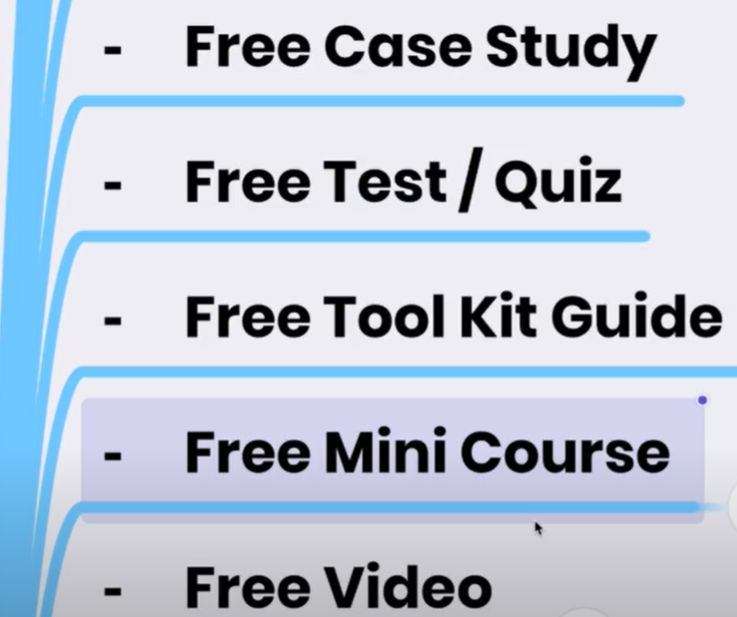 - Free Case Study
- Free Test / Quiz
- Free Tool Kit Guide
- Free Mini Course
- Free Video